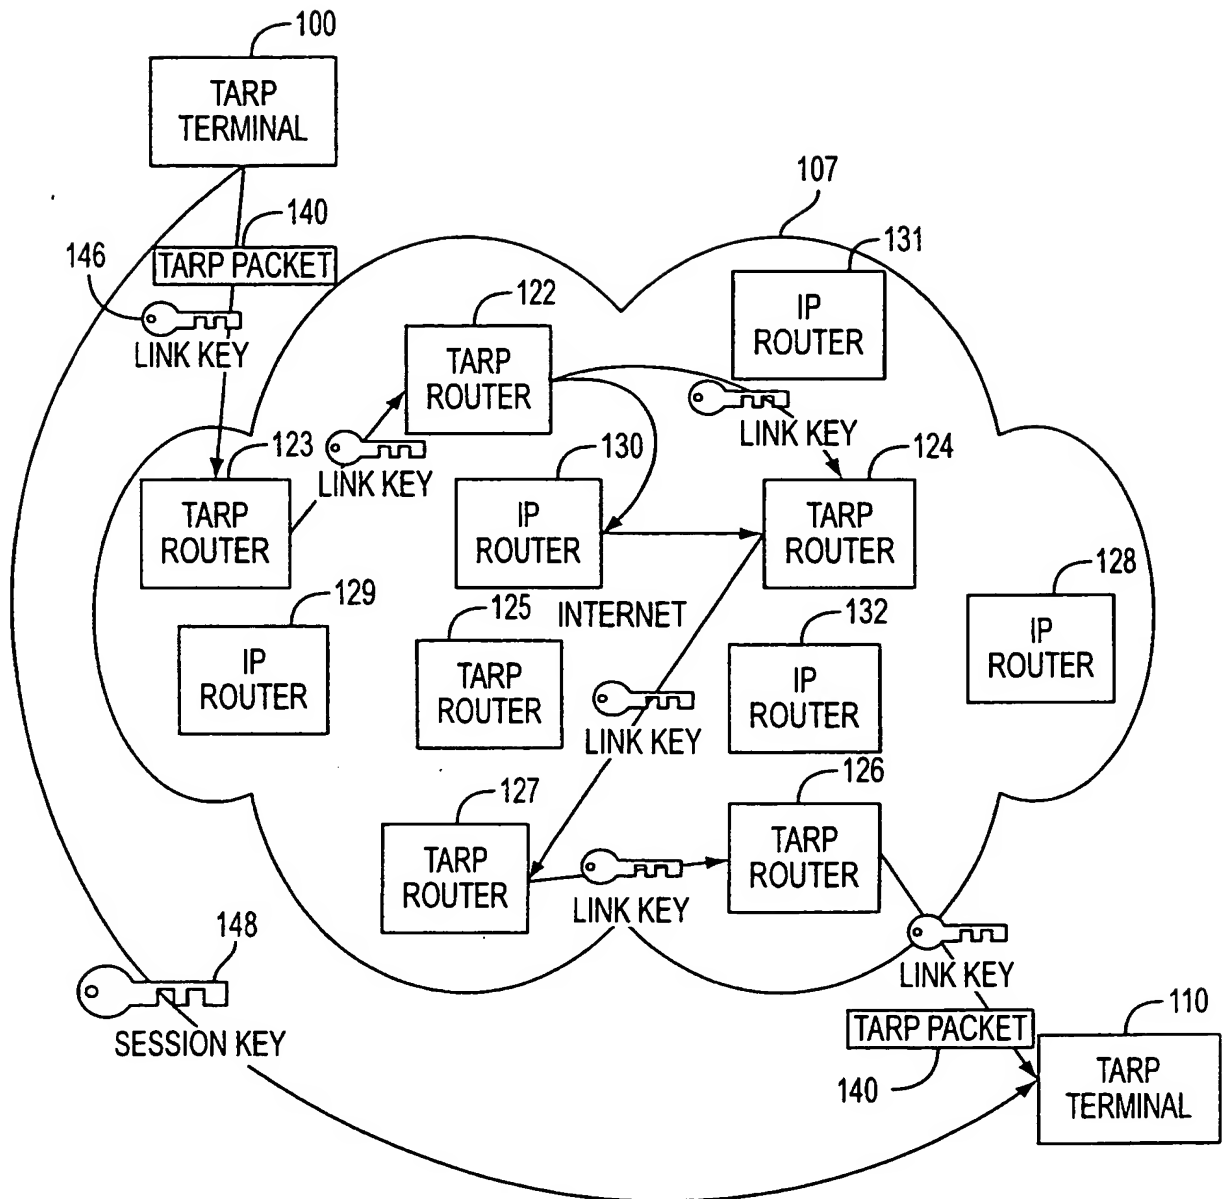 100
TARP
TERMINAL
140
TARP PACKET
146
LINK KEY
107
131
IP
ROUTER
122
TARP
ROUTER
LINK KEY
123
TARP
ROUTER
LINK KEY
130
IP
ROUTER
124
TARP
ROUTER
129
IP
ROUTER
INTERNET
125
TARP
ROUTER
132
IP
ROUTER
128
IP
ROUTER
LINK KEY
127
TARP
ROUTER
126
TARP
ROUTER
LINK KEY
LINK KEY
148
SESSION KEY
TARP PACKET
140
110
TARP
TERMINAL